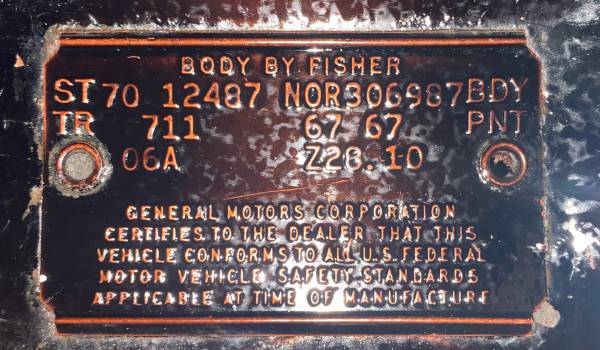 BODY BY FISHER
ST 70 12487 NOR306987 BDY
TR 711 67 67 PNT
06A Z28.10
GENERAL MOTORS CORPORATION
CERTIFIES TO THE DEALER THAT THIS
VEHICLE CONFORMS TO ALL U.S. FEDERAL
MOTOR VEHICLE SAFETY STANDARDS
APPLICABLE AT TIME OF MANUFACTURE